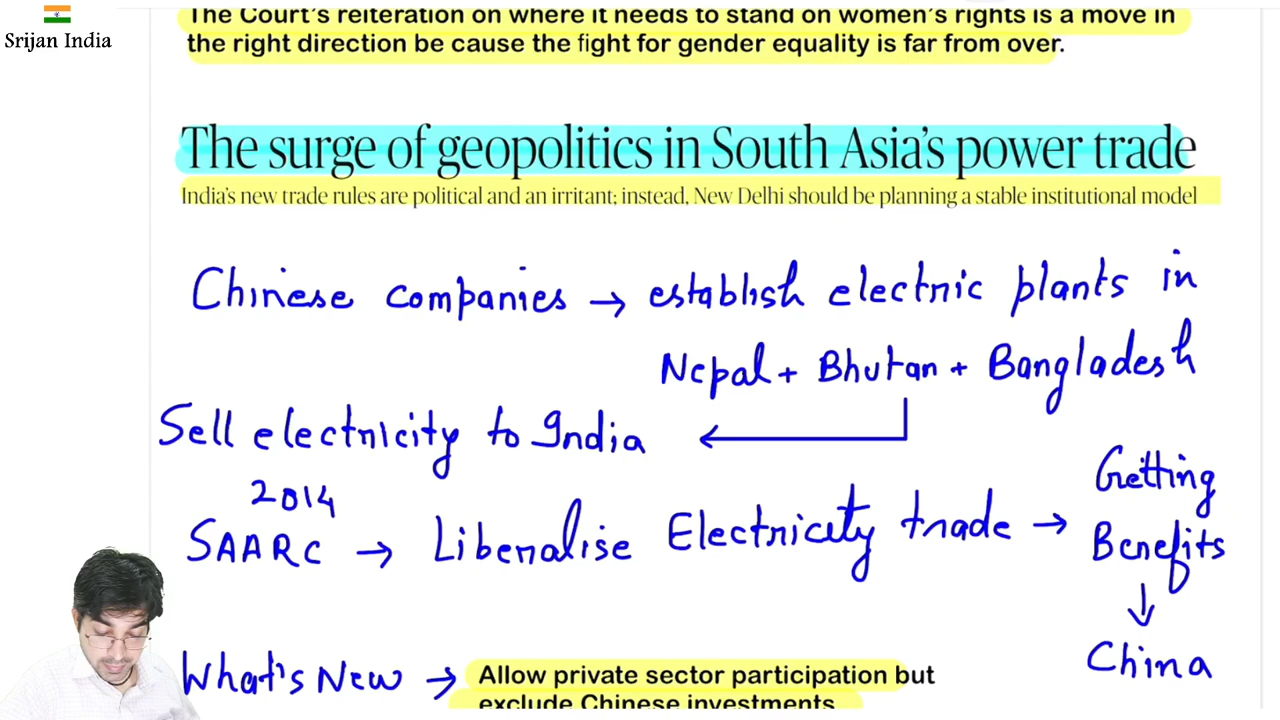 The Court's reiteration on where it needs to stand on women's rights is a move in
Srijan India
the right direction be cause the fight for gender equality is far from over.
The surge of geopolitics in South Asia's power trade
India's new trade rules are political and an irritant; instead, New Delhi should be planning a stable institutional model
Chinese companies → establish electric plants in
Nepal + Bhutan + Bangladesh
Sell electricity to India ←
2014
SAARC → Liberalise Electricity trade →
Getting
Benefits
↓
China
What's New → Allow private sector participation but
exclude Chinese investments